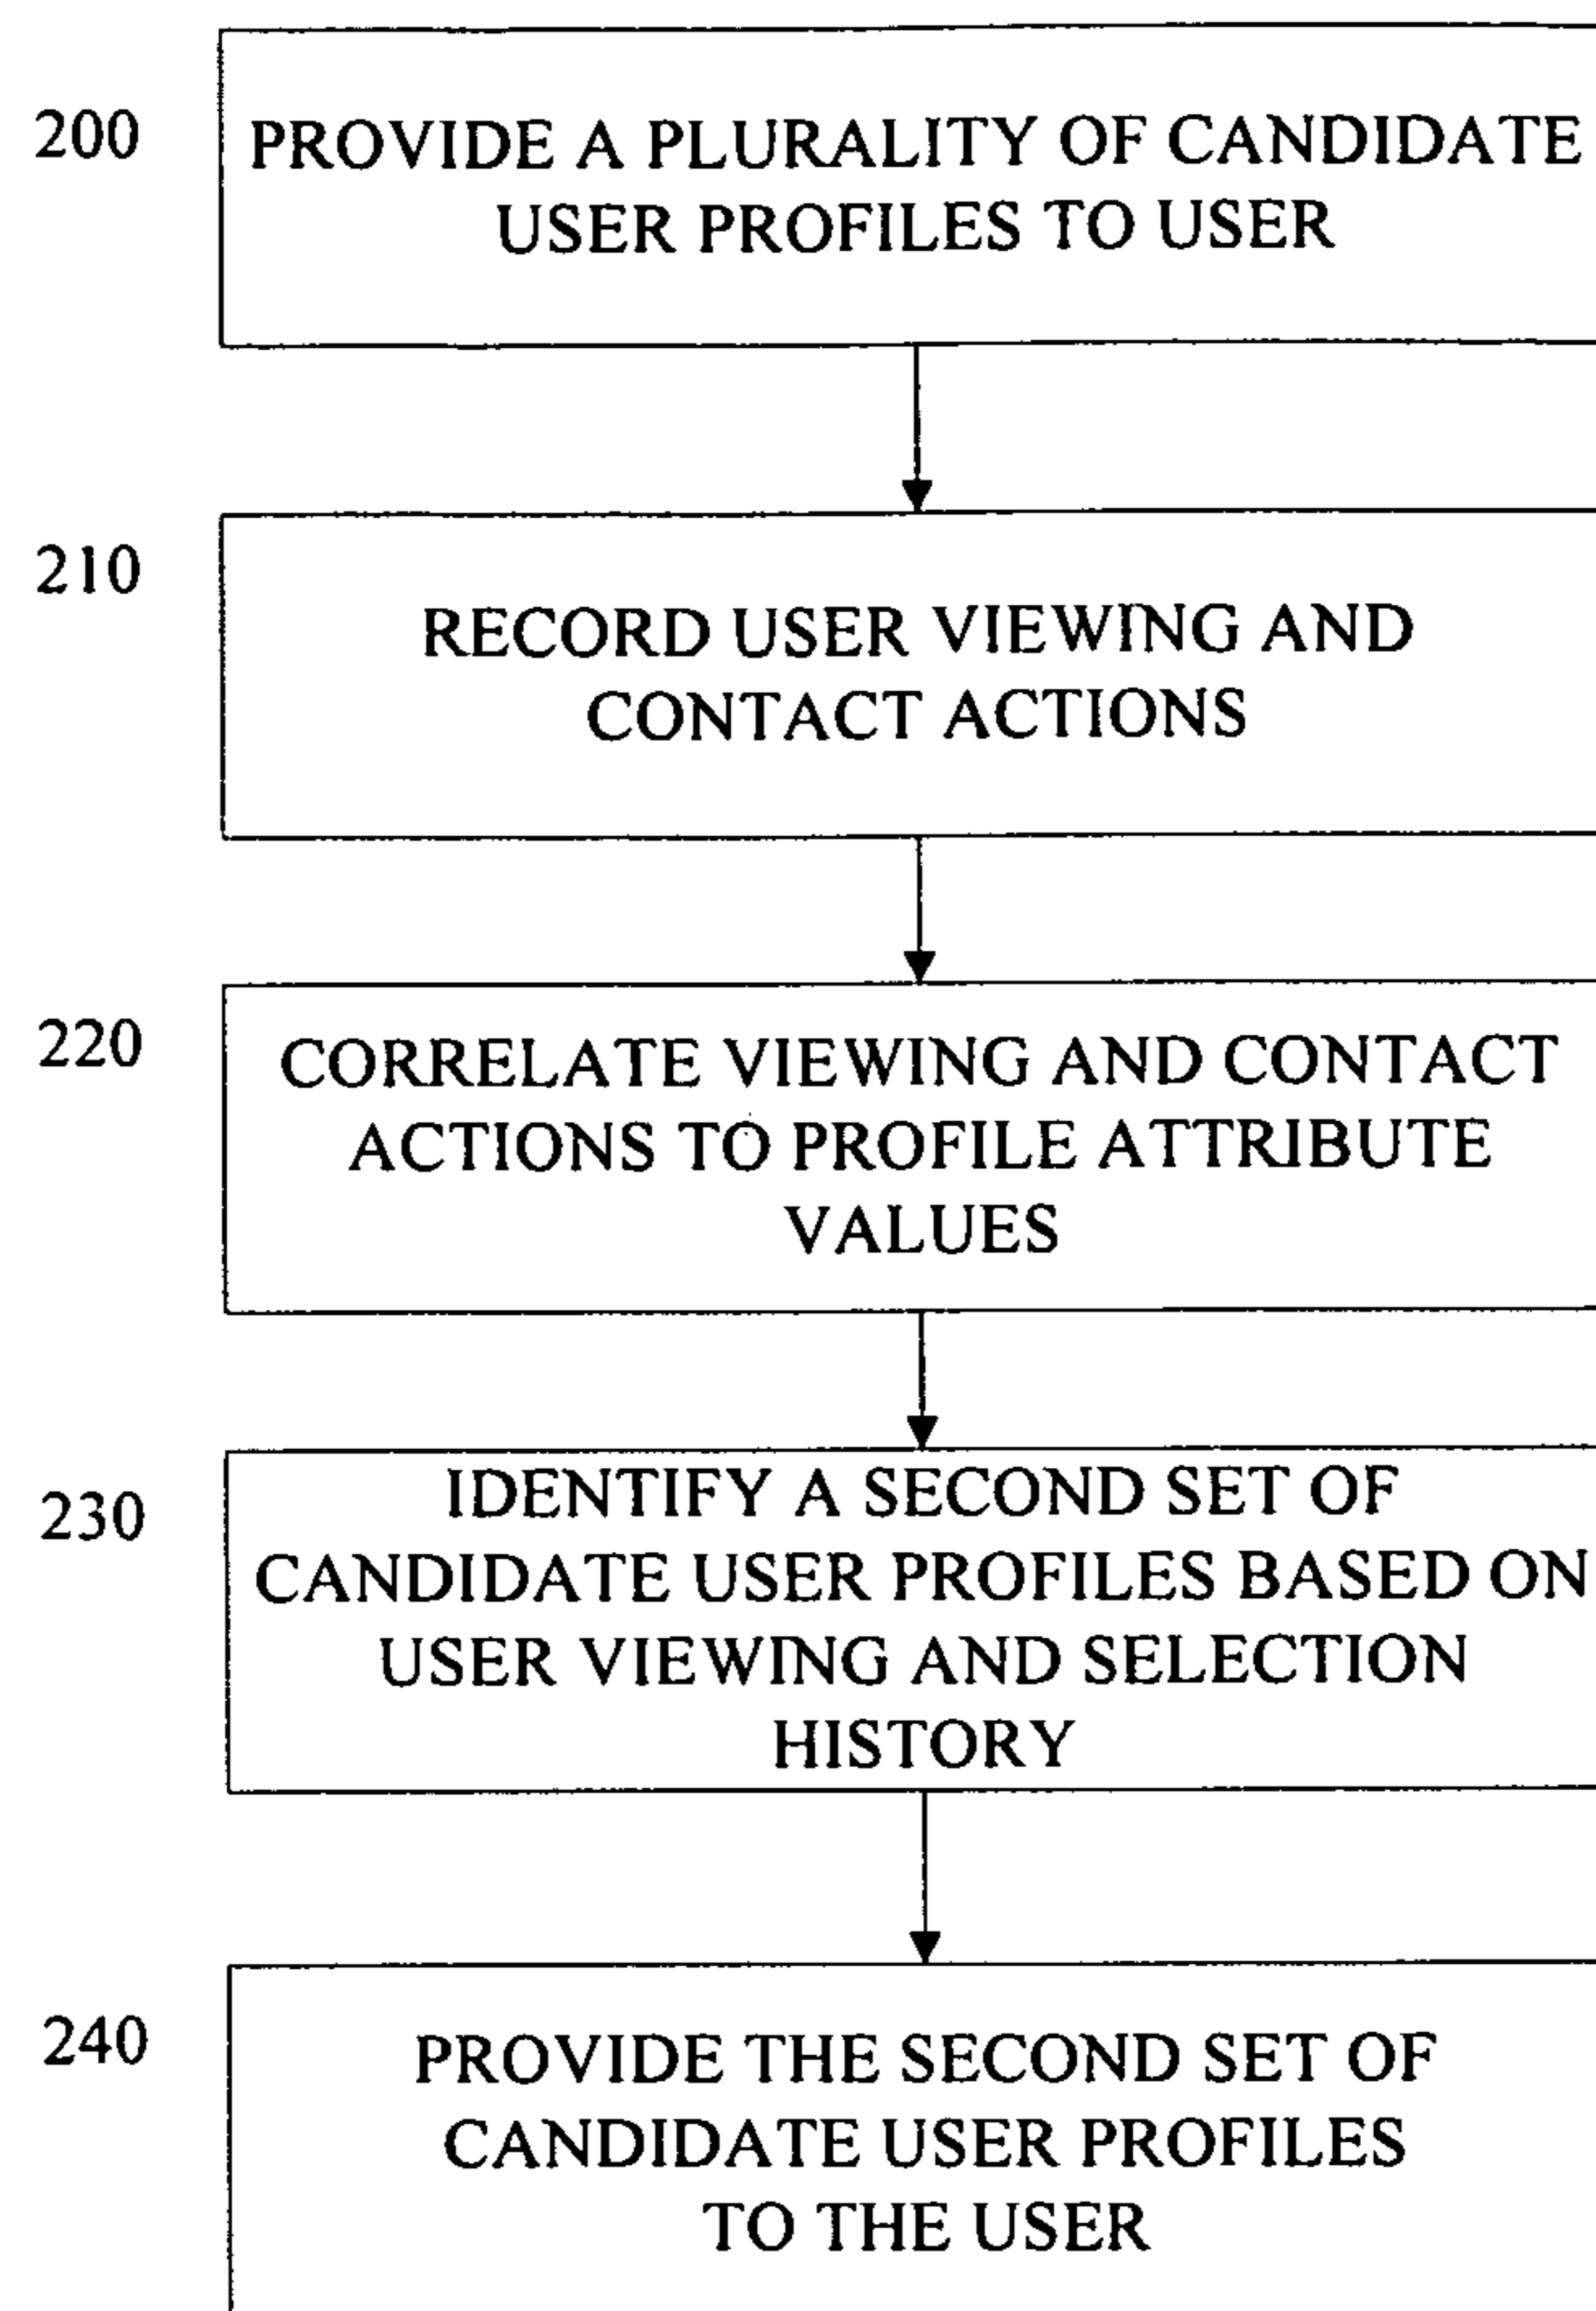 200
PROVIDE A PLURALITY OF CANDIDATE
USER PROFILES TO USER
210
RECORD USER VIEWING AND
CONTACT ACTIONS
220
CORRELATE VIEWING AND CONTACT
ACTIONS TO PROFILE ATTRIBUTE
VALUES
230
IDENTIFY A SECOND SET OF
CANDIDATE USER PROFILES BASED ON
USER VIEWING AND SELECTION
HISTORY
240
PROVIDE THE SECOND SET OF
CANDIDATE USER PROFILES
TO THE USER